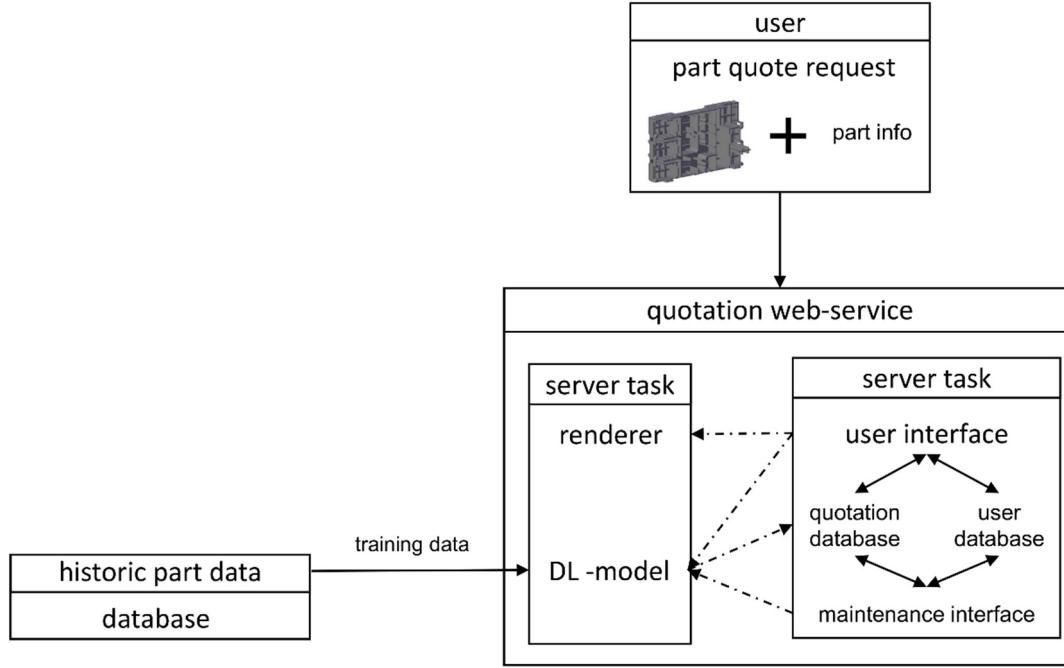 user
part quote request
+ part info
quotation web-service
server task
renderer
DL -model
server task
user interface
quotation
database
user
database
maintenance interface
training data
historic part data
database